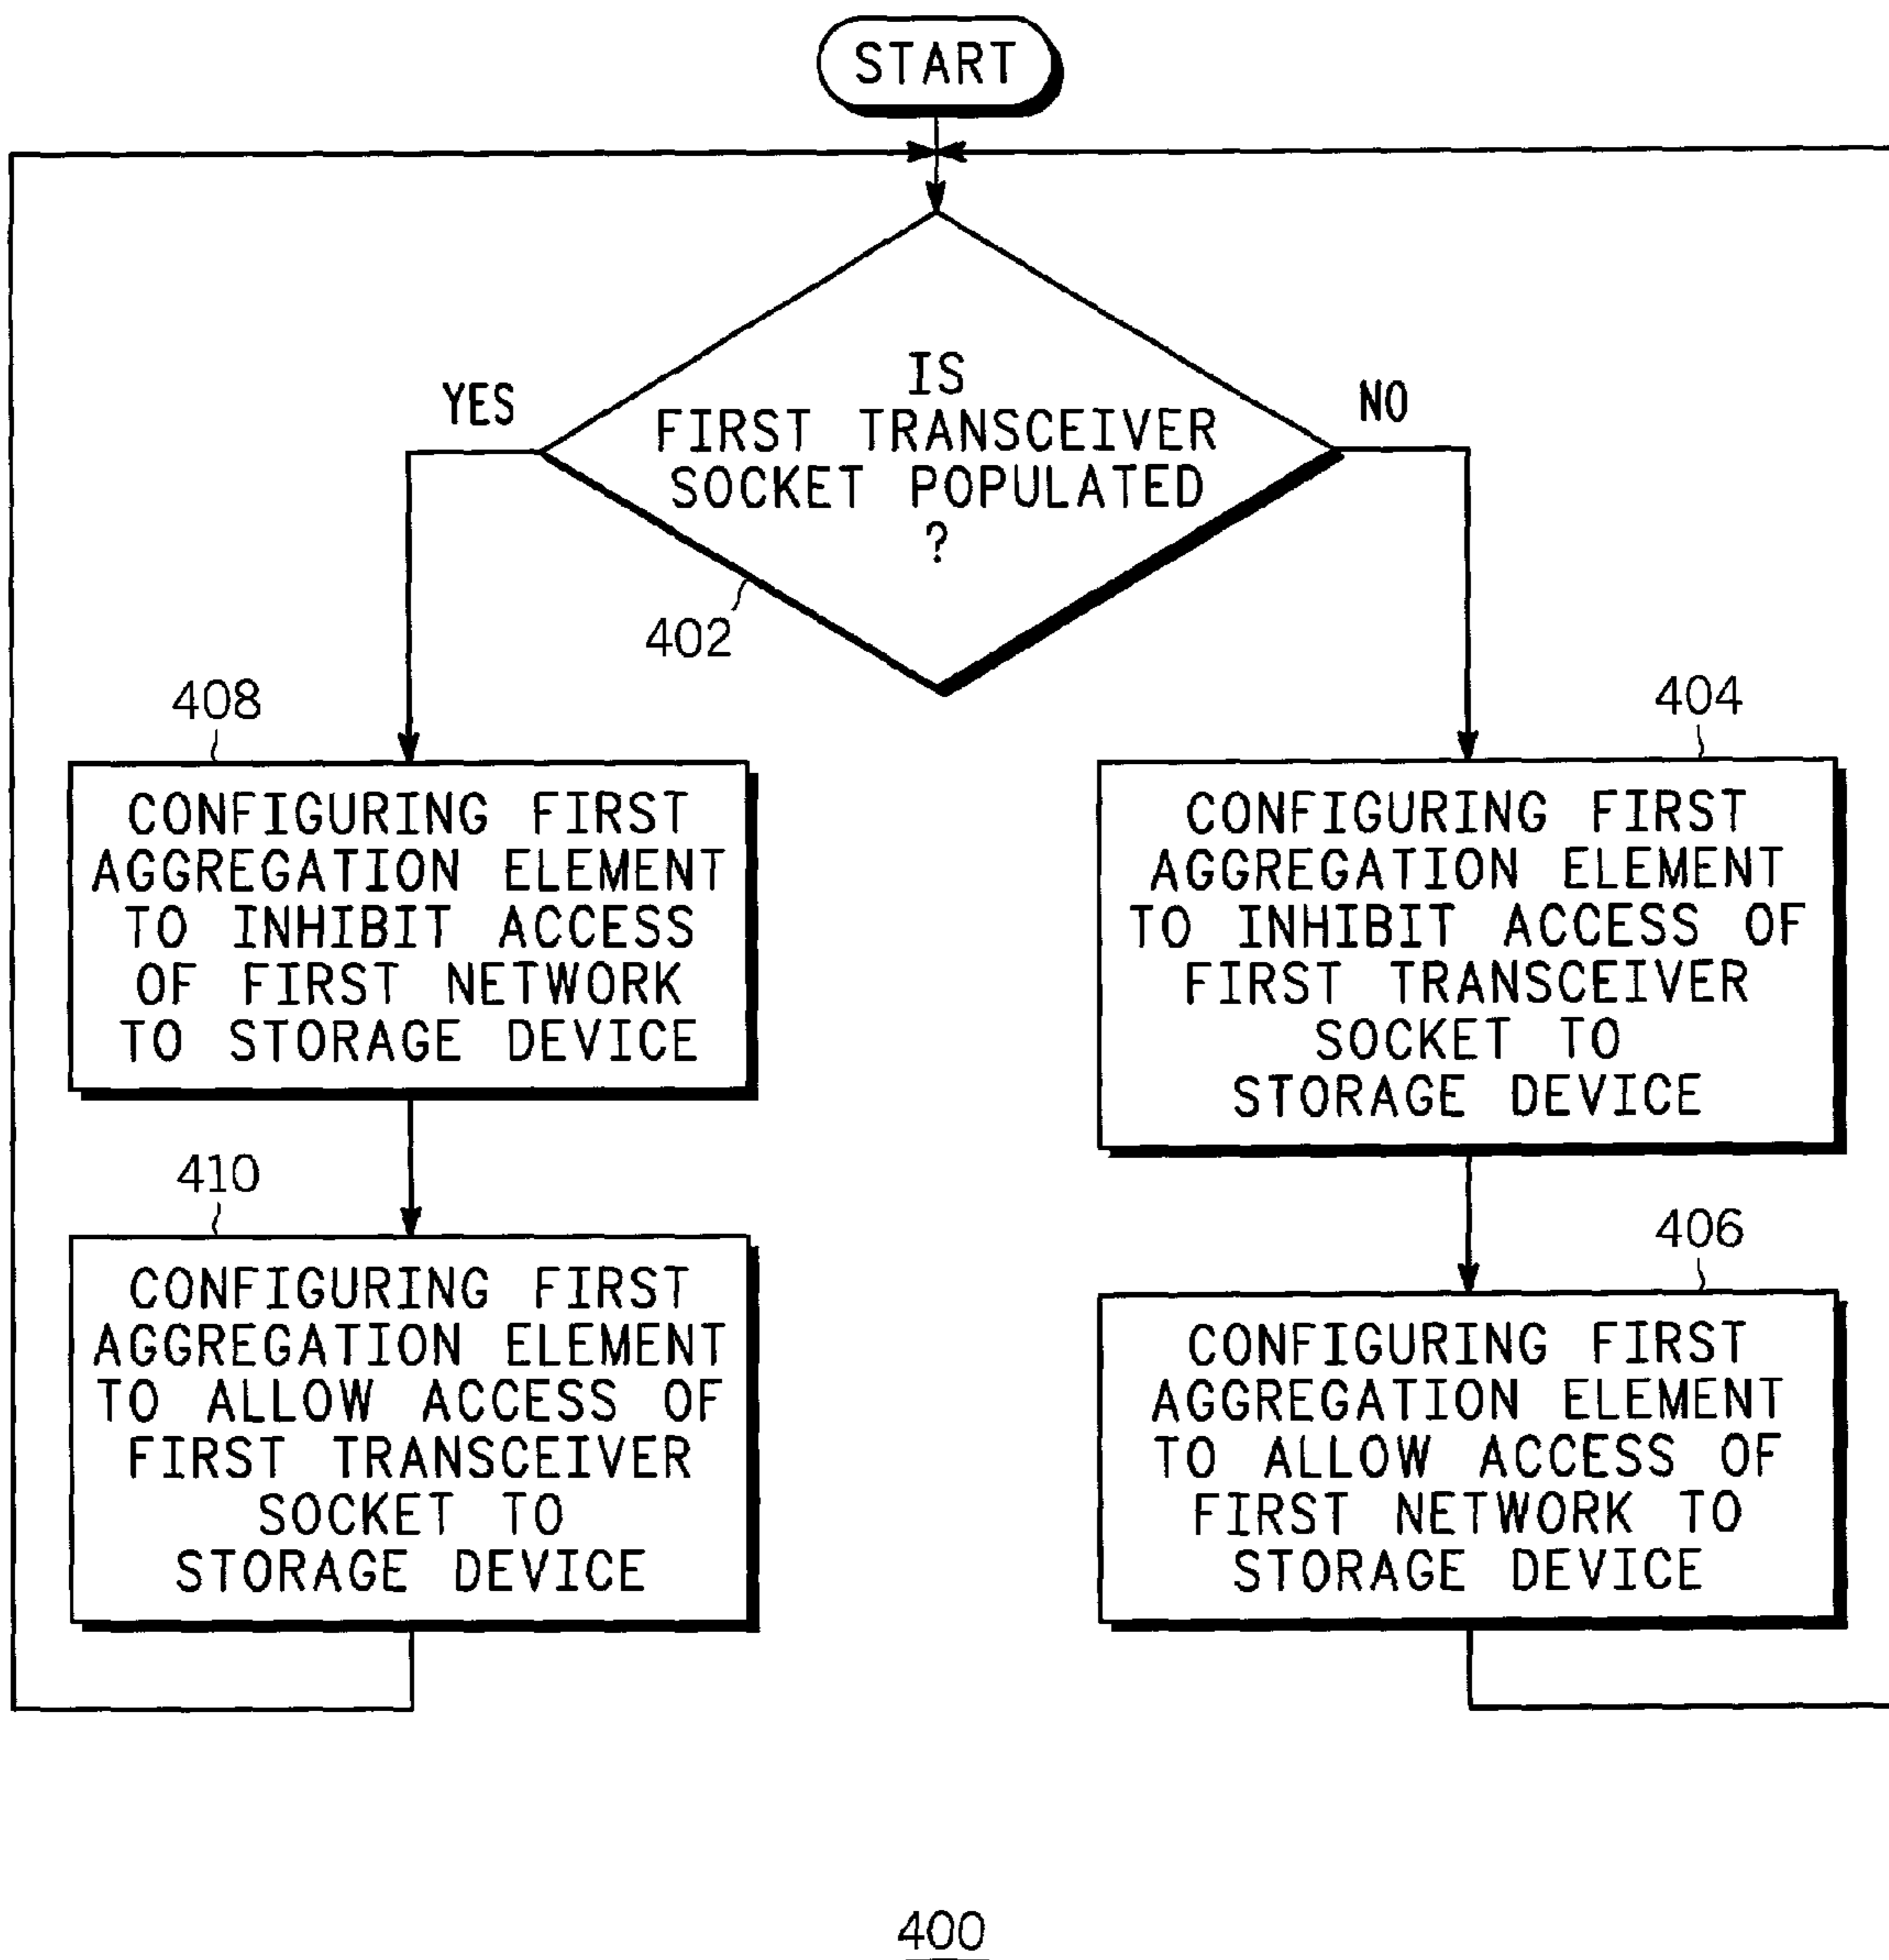 START
IS
FIRST TRANSCEIVER
SOCKET POPULATED
?
YES
NO
402
408
CONFIGURING FIRST
AGGREGATION ELEMENT
TO INHIBIT ACCESS
OF FIRST NETWORK
TO STORAGE DEVICE
404
CONFIGURING FIRST
AGGREGATION ELEMENT
TO INHIBIT ACCESS OF
FIRST TRANSCEIVER
SOCKET TO
STORAGE DEVICE
410
CONFIGURING FIRST
AGGREGATION ELEMENT
TO ALLOW ACCESS OF
FIRST TRANSCEIVER
SOCKET TO
STORAGE DEVICE
406
CONFIGURING FIRST
AGGREGATION ELEMENT
TO ALLOW ACCESS OF
FIRST NETWORK TO
STORAGE DEVICE
400